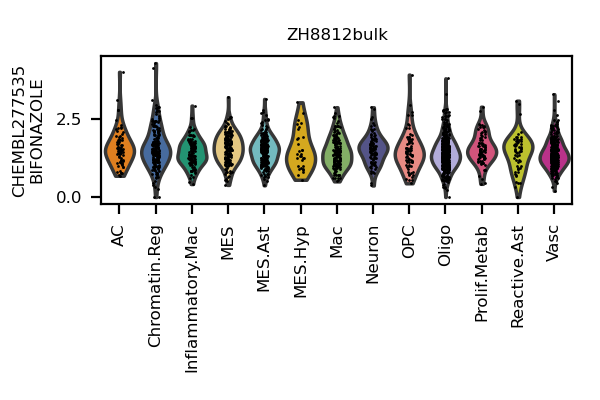 ZH8812bulk
CHEMBL277535
BIFONAZOLE
2.5
0.0
AC
Chromatin.Reg
Inflammatory.Mac
MES
MES.Ast
MES.Hyp
Mac
Neuron
OPC
Oligo
Prolif.Metab
Reactive.Ast
Vasc